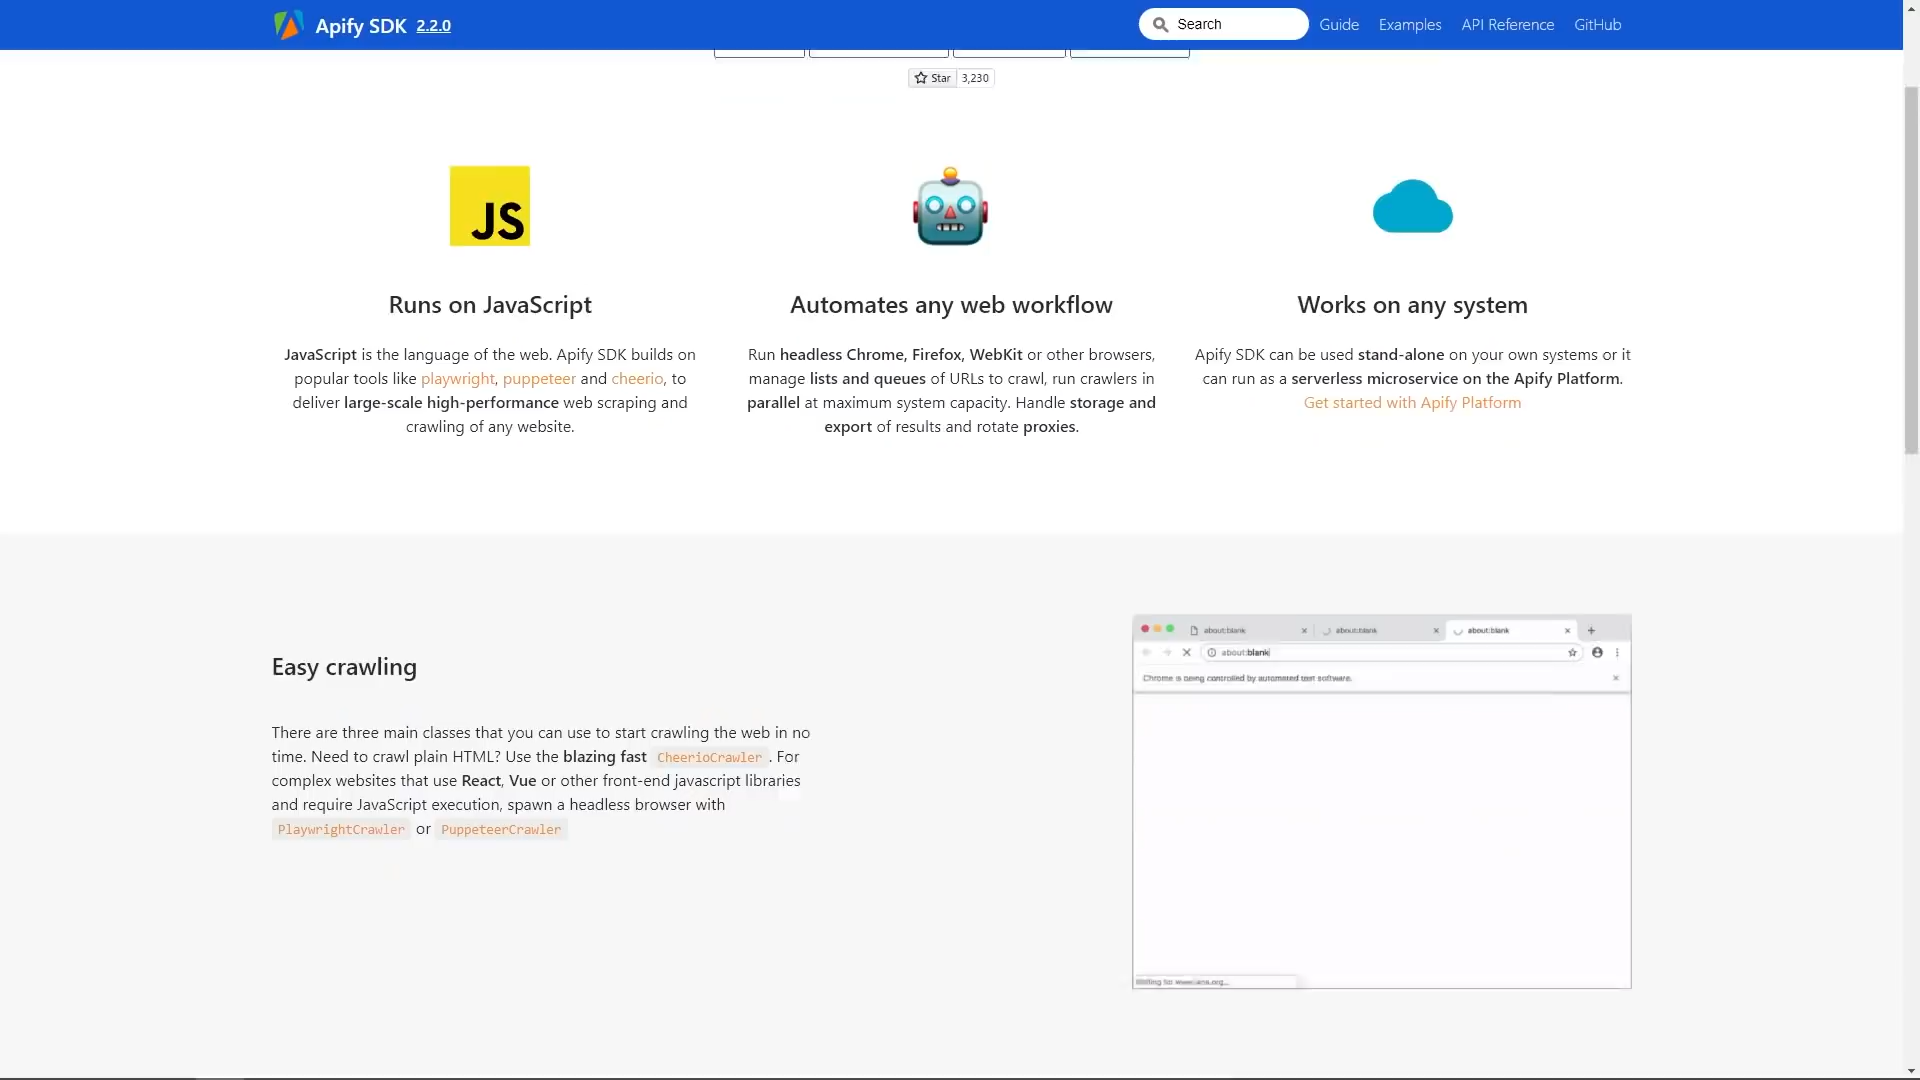 Apify SDK 2.2.0
Search
Guide Examples API Reference GitHub
Star 3,230
JS
Runs on JavaScript
JavaScript is the language of the web. Apify SDK builds on
popular tools like playwright, puppeteer and cheerio, to
deliver large-scale high-performance web scraping and
crawling of any website.
Automates any web workflow
Run headless Chrome, Firefox, WebKit or other browsers,
manage lists and queues of URLs to crawl, run crawlers in
parallel at maximum system capacity. Handle storage and
export of results and rotate proxies.
Works on any system
Apify SDK can be used stand-alone on your own systems or it
can run as a serverless microservice on the Apify Platform.
Get started with Apify Platform
Easy crawling
There are three main classes that you can use to start crawling the web in no
time. Need to crawl plain HTML? Use the blazing fast CheerioCrawler. For
complex websites that use React, Vue or other front-end javascript libraries
and require JavaScript execution, spawn a headless browser with
PlaywrightCrawler or PuppeteerCrawler
about:blank about:blank about:blank
about:blank
Chrome is being controlled by automated test software.